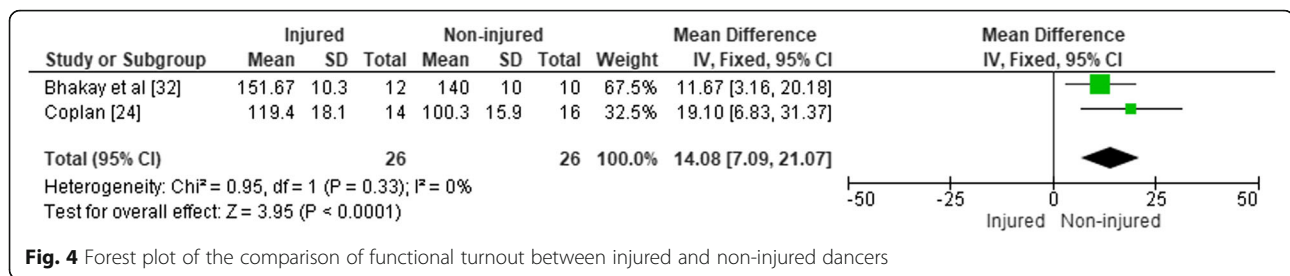 Injured Non-injured Mean Difference Mean Difference
Study or Subgroup Mean SD Total Mean SD Total Weight IV, Fixed, 95% CI IV, Fixed, 95% CI
Bhakay et al [32] 151.67 10.3 12 140 10 10 67.5% 11.67 [3.16, 20.18]
Coplan [24] 119.4 18.1 14 100.3 15.9 16 32.5% 19.10 [6.83, 31.37]
Total (95% CI) 26 26 100.0% 14.08 [7.09, 21.07]
Heterogeneity: Chi² = 0.95, df = 1 (P = 0.33); I² = 0%
Test for overall effect: Z = 3.95 (P < 0.0001)
-50 -25 0 25 50
Injured Non-injured
Fig. 4 Forest plot of the comparison of functional turnout between injured and non-injured dancers